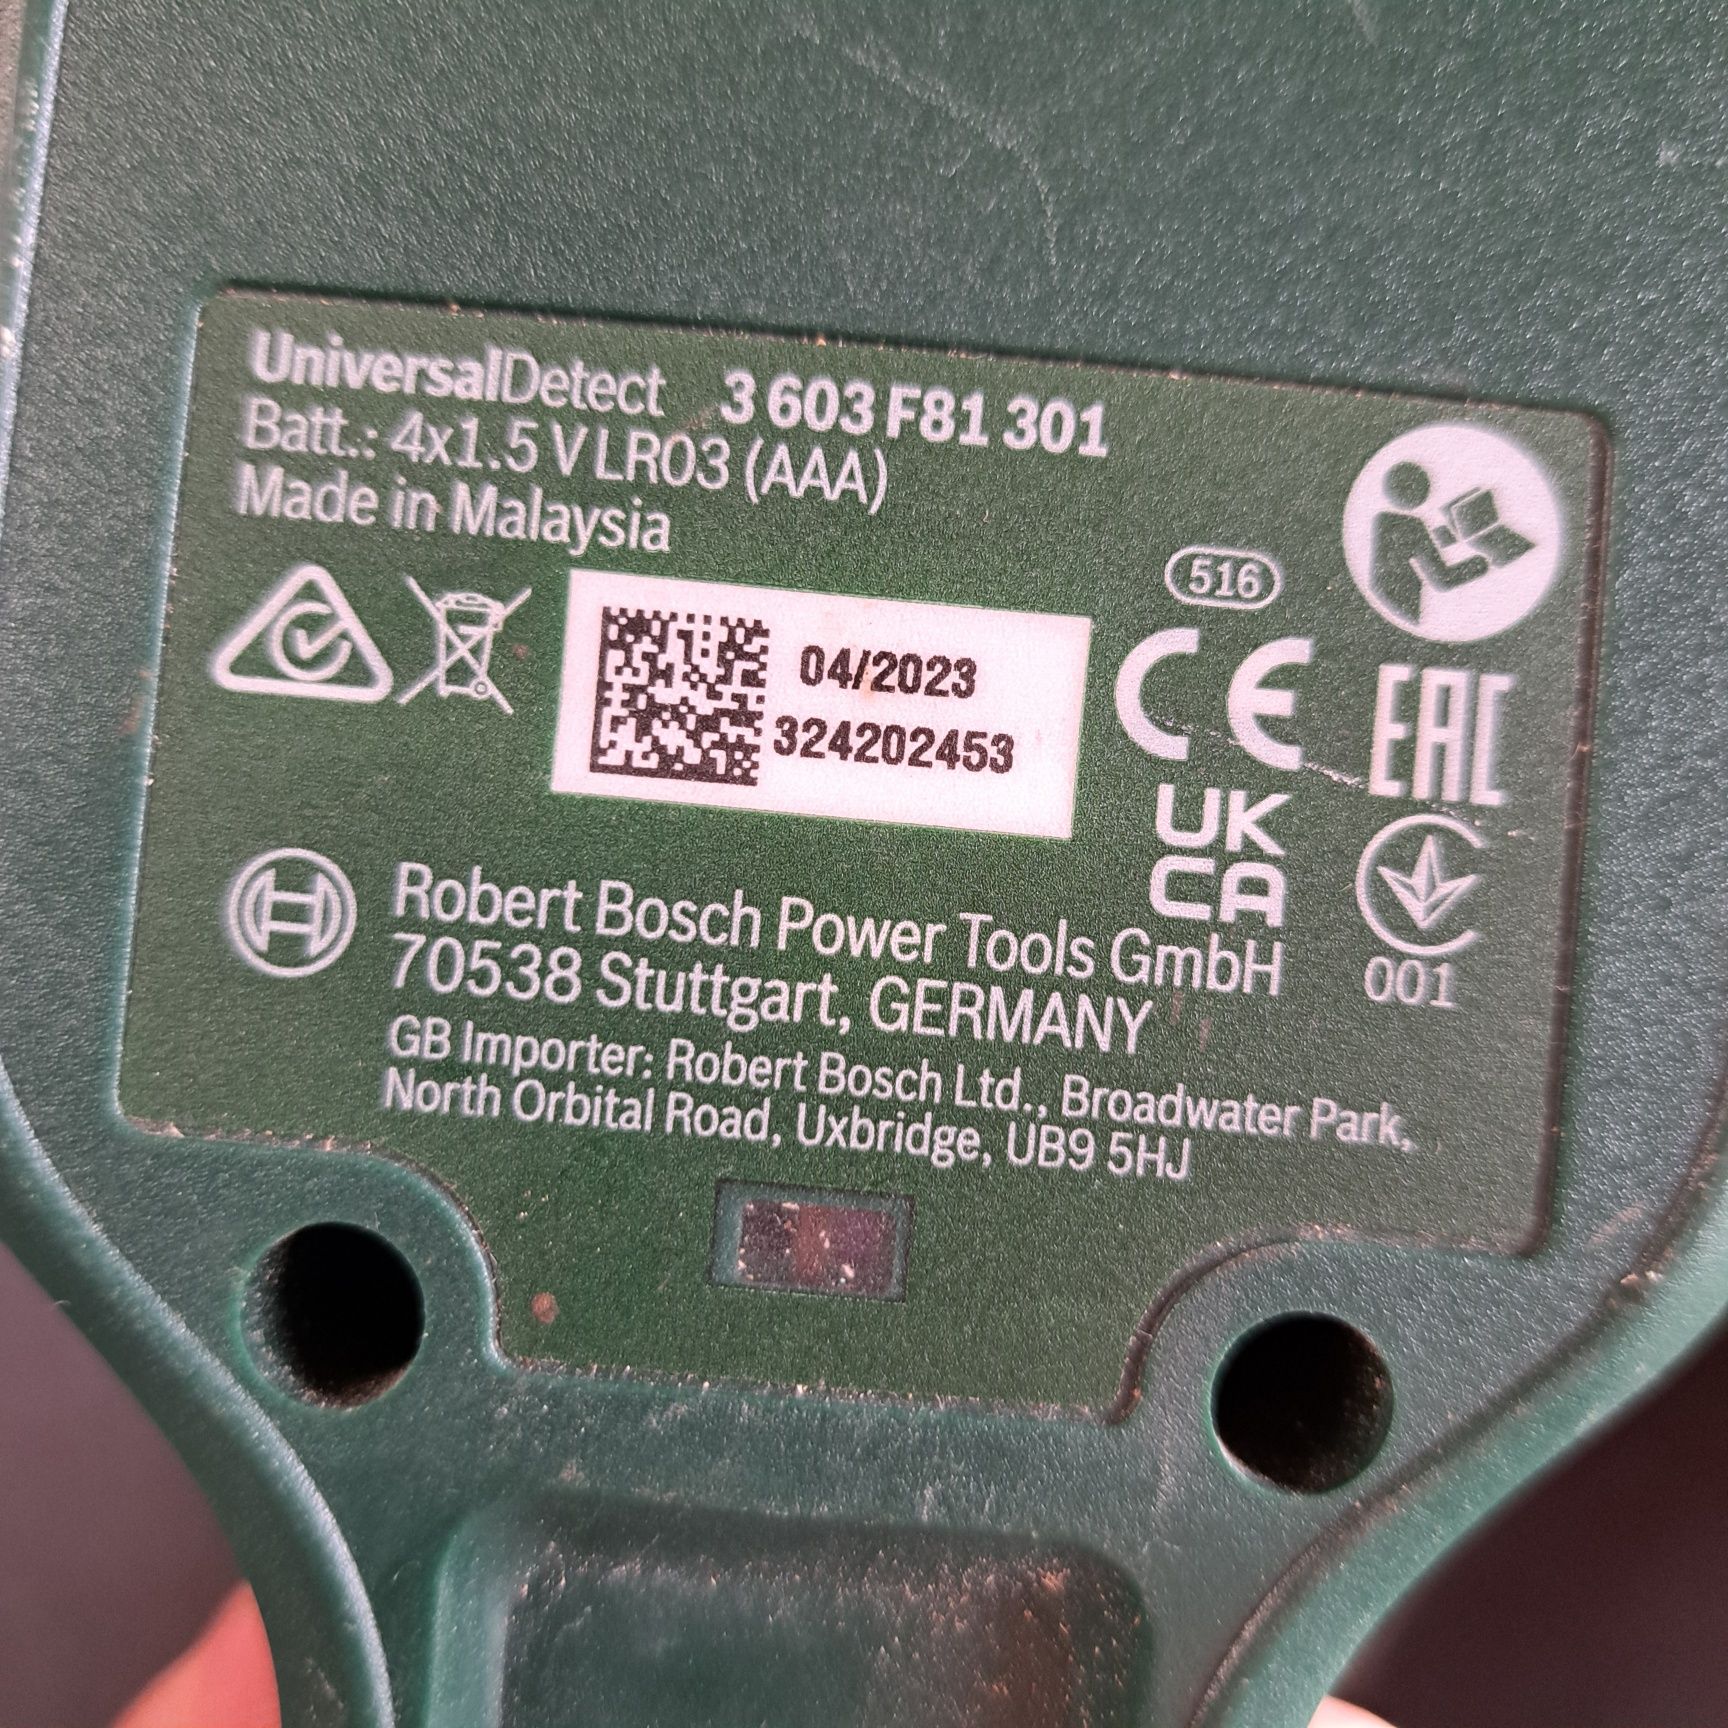 UniversalDetect 3 603 F81 301
Batt.: 4x1.5 V LR03 (AAA)
Made in Malaysia
516
04/2023
324202453
CE
EAC
UK
CA
001
Robert Bosch Power Tools GmbH
70538 Stuttgart, GERMANY
GB Importer: Robert Bosch Ltd., Broadwater Park,
North Orbital Road, Uxbridge, UB9 5HJ